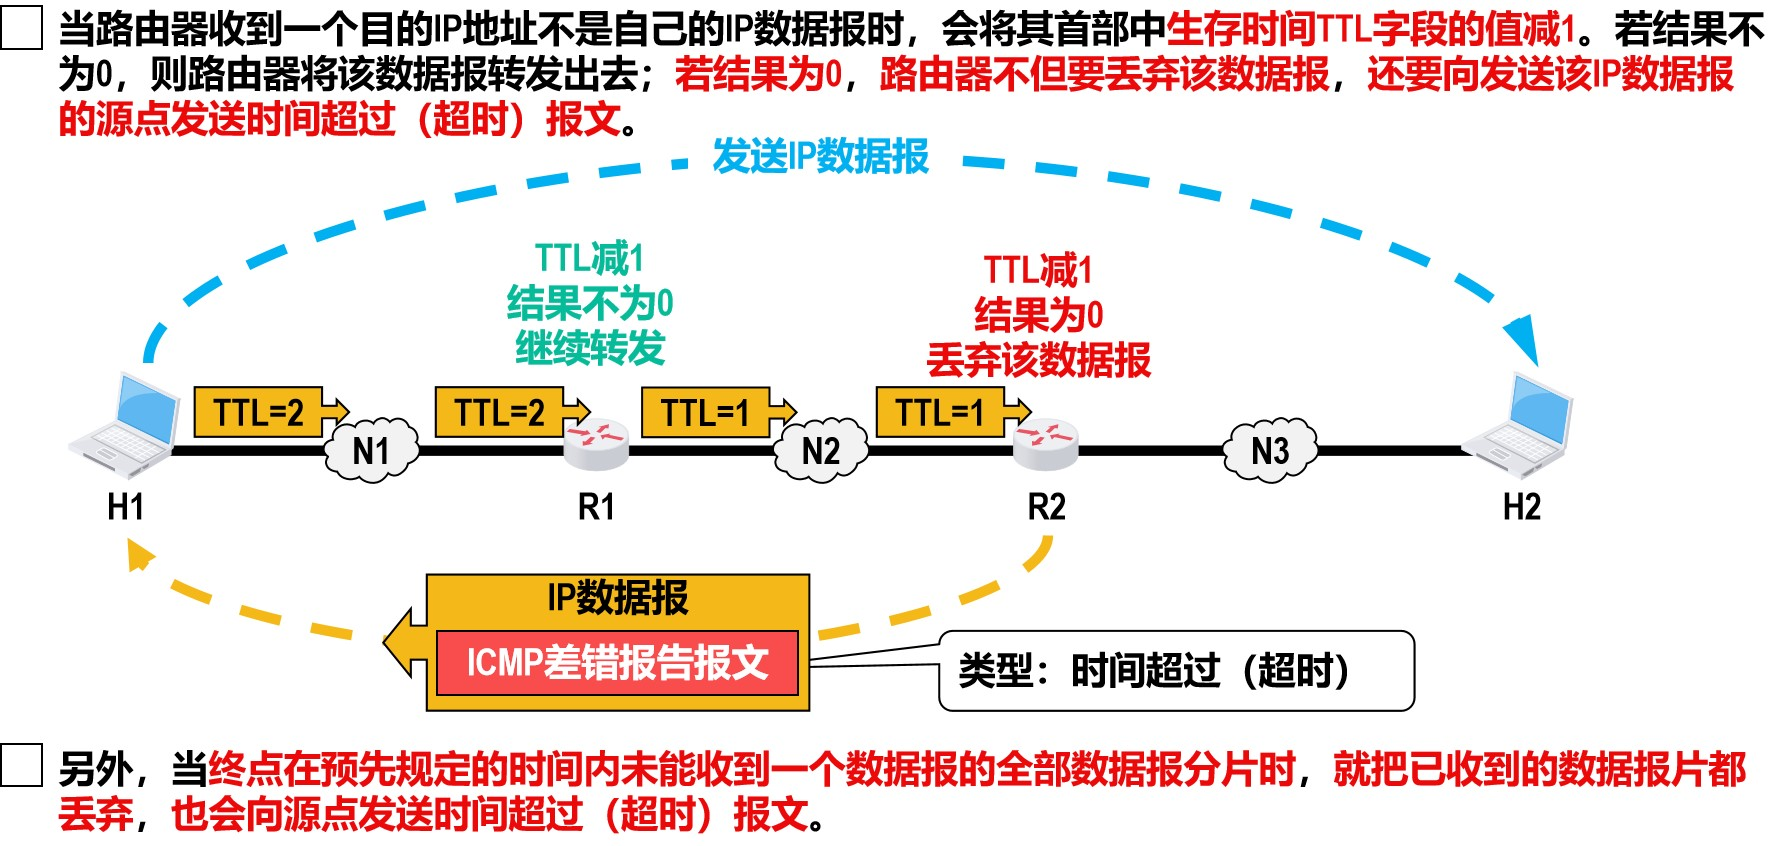 当路由器收到一个目的IP地址不是自己的IP数据报时，会将其首部中生存时间TTL字段的值减1。若结果不
为0，则路由器将该数据报转发出去；若结果为0，路由器不但要丢弃该数据报，还要向发送该IP数据报
的源点发送时间超过（超时）报文。
发送IP数据报
TTL减1
结果不为0
继续转发
TTL减1
结果为0
丢弃该数据报
TTL=2
TTL=2
TTL=1
TTL=1
N1
N2
N3
H1
R1
R2
H2
IP数据报
ICMP差错报告报文
类型：时间超过（超时）
另外，当终点在预先规定的时间内未能收到一个数据报的全部数据报分片时，就把已收到的数据报片都
丢弃，也会向源点发送时间超过（超时）报文。